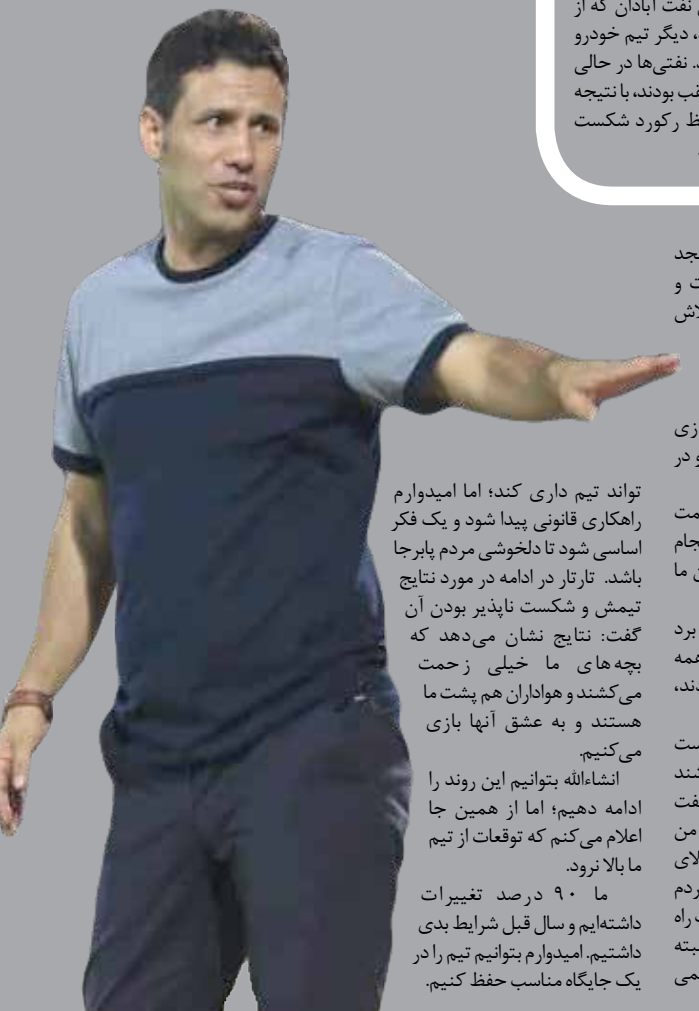 نفت آبادان که از
، دیگر تیم خودرو
نفتی‌ها در حالی
بودند، با نتیجه
رکورد شکست
ت و
و در
ما
برد
همه
من
تواند تیم داری کند؛ اما امیدوارم
راهکاری قانونی پیدا شود و یک فکر
اساسی شود تا دلخوشی مردم پابرجا
باشد. تارتار در ادامه در مورد نتایج
تیمش و شکست ناپذیر بودن آن
گفت: نتایج نشان می‌دهد که
بچه‌های ما خیلی زحمت
می‌کشند و هواداران هم پشت ما
هستند و به عشق آنها بازی
می‌کنیم.
انشاءالله بتوانیم این روند را
ادامه دهیم؛ اما از همین جا
اعلام می‌کنم که توقعات از تیم
ما بالا نرود.
ما ۹۰ درصد تغییرات
داشته‌ایم و سال قبل شرایط بدی
داشتیم. امیدوارم بتوانیم تیم را در
یک جایگاه مناسب حفظ کنیم.